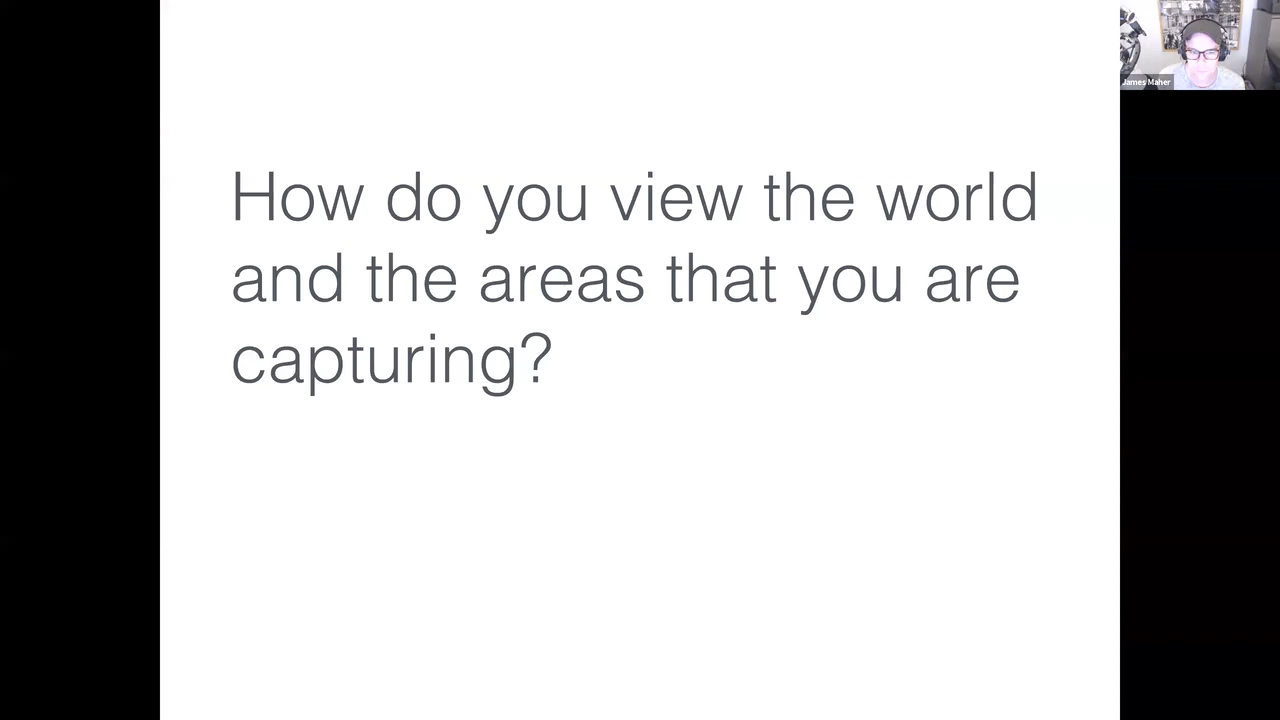 How do you view the world
and the areas that you are
capturing?
James Maher